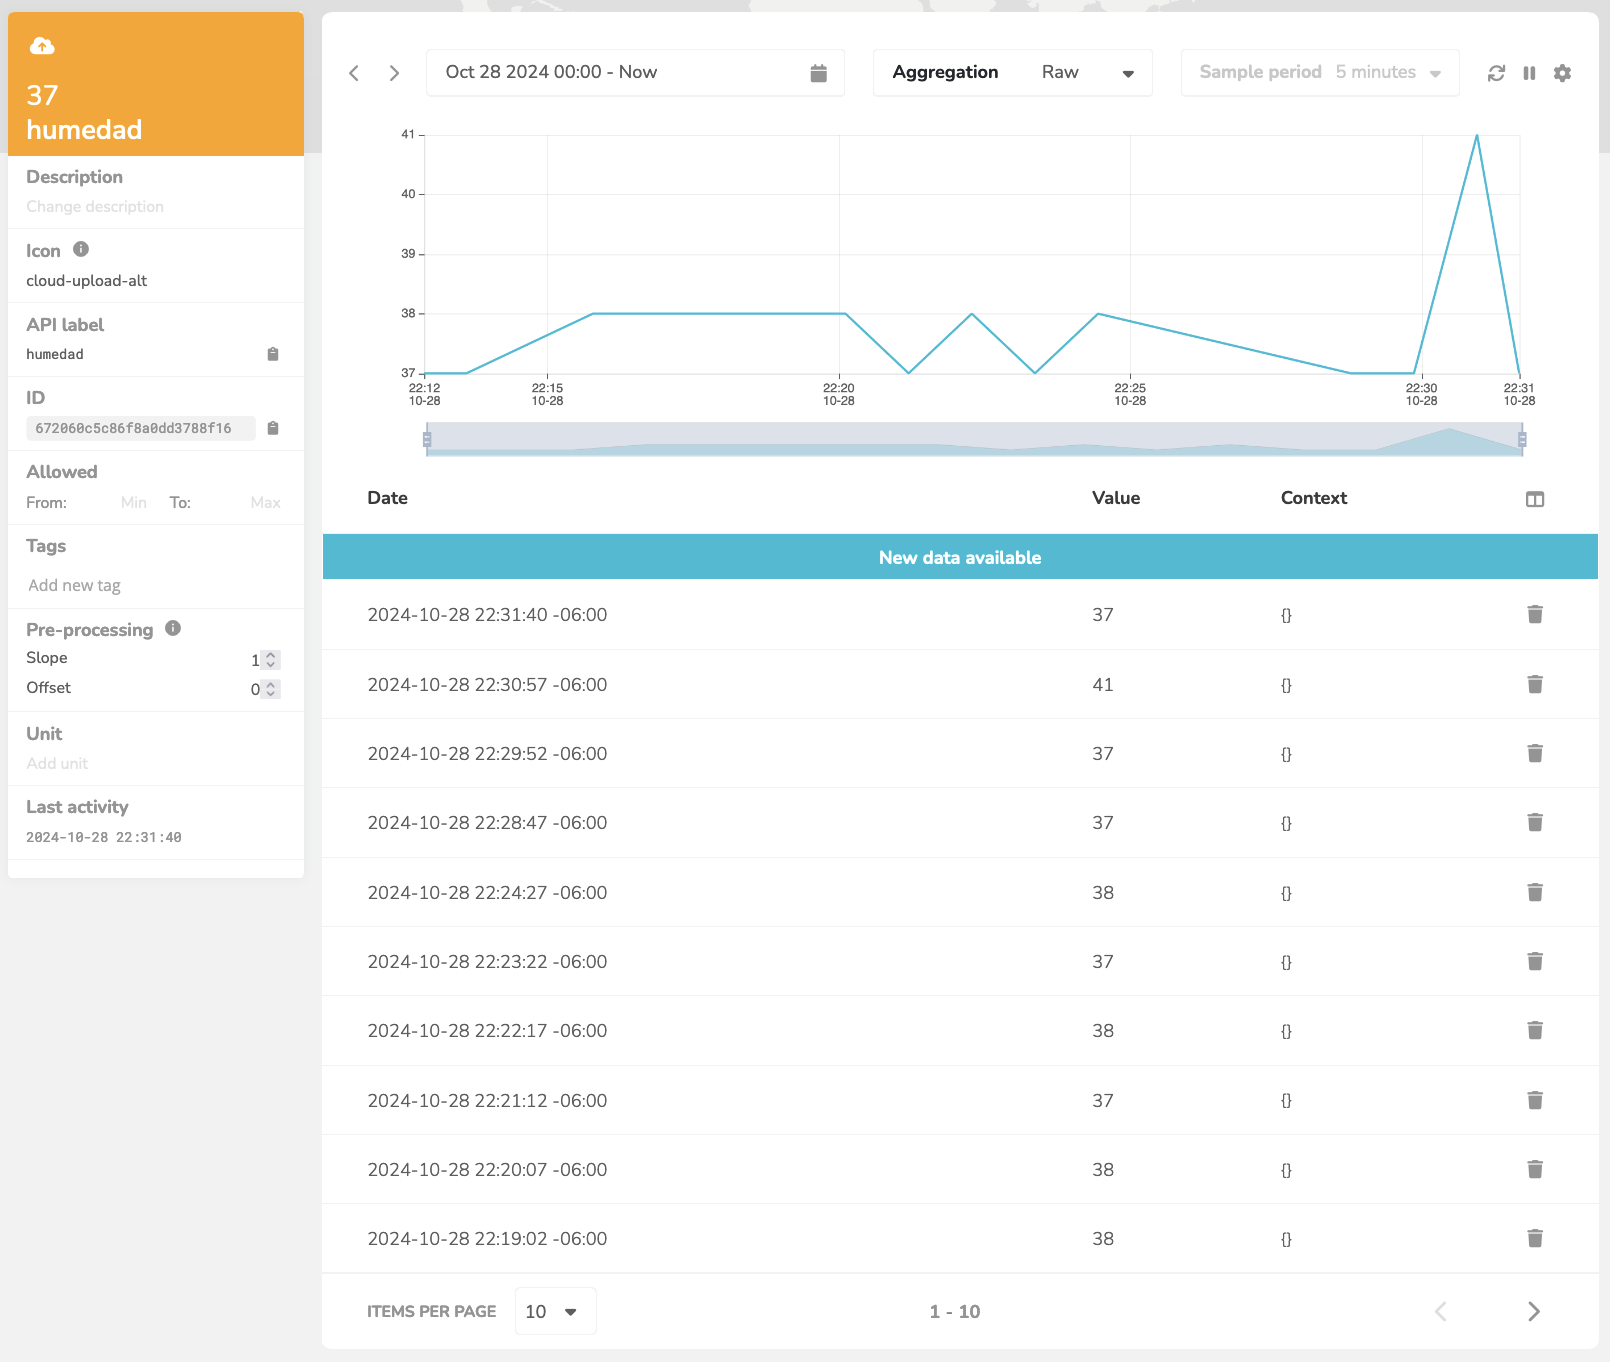 37
humedad
Description
Change description
Icon
cloud-upload-alt
API label
humedad
ID
672060c5c86f8a0dd3788f16
Allowed
From: Min To: Max
Tags
Add new tag
Pre-processing
Slope 1
Offset 0
Unit
Add unit
Last activity
2024-10-28 22:31:40
Oct 28 2024 00:00 - Now
Aggregation Raw
Sample period 5 minutes
41
40
39
38
37
22:12 22:15 22:20 22:25 22:30 22:31
10-28 10-28 10-28 10-28 10-28 10-28
Date Value Context
New data available
2024-10-28 22:31:40 -06:00 37 {}
2024-10-28 22:30:57 -06:00 41 {}
2024-10-28 22:29:52 -06:00 37 {}
2024-10-28 22:28:47 -06:00 37 {}
2024-10-28 22:24:27 -06:00 38 {}
2024-10-28 22:23:22 -06:00 37 {}
2024-10-28 22:22:17 -06:00 38 {}
2024-10-28 22:21:12 -06:00 37 {}
2024-10-28 22:20:07 -06:00 38 {}
2024-10-28 22:19:02 -06:00 38 {}
ITEMS PER PAGE 10 1 - 10